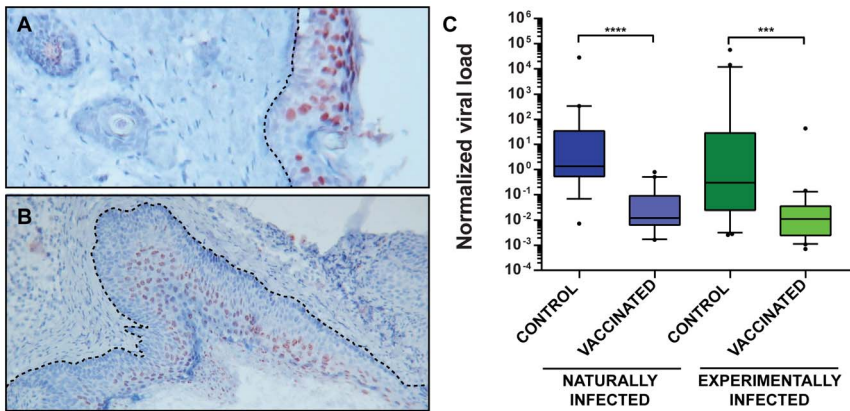 A
B
C
Normalized viral load
10^6
10^5
10^4
10^3
10^2
10^1
10^0
10^-1
10^-2
10^-3
10^-4
****
***
CONTROL
VACCINATED
CONTROL
VACCINATED
NATURALLY
INFECTED
EXPERIMENTALLY
INFECTED